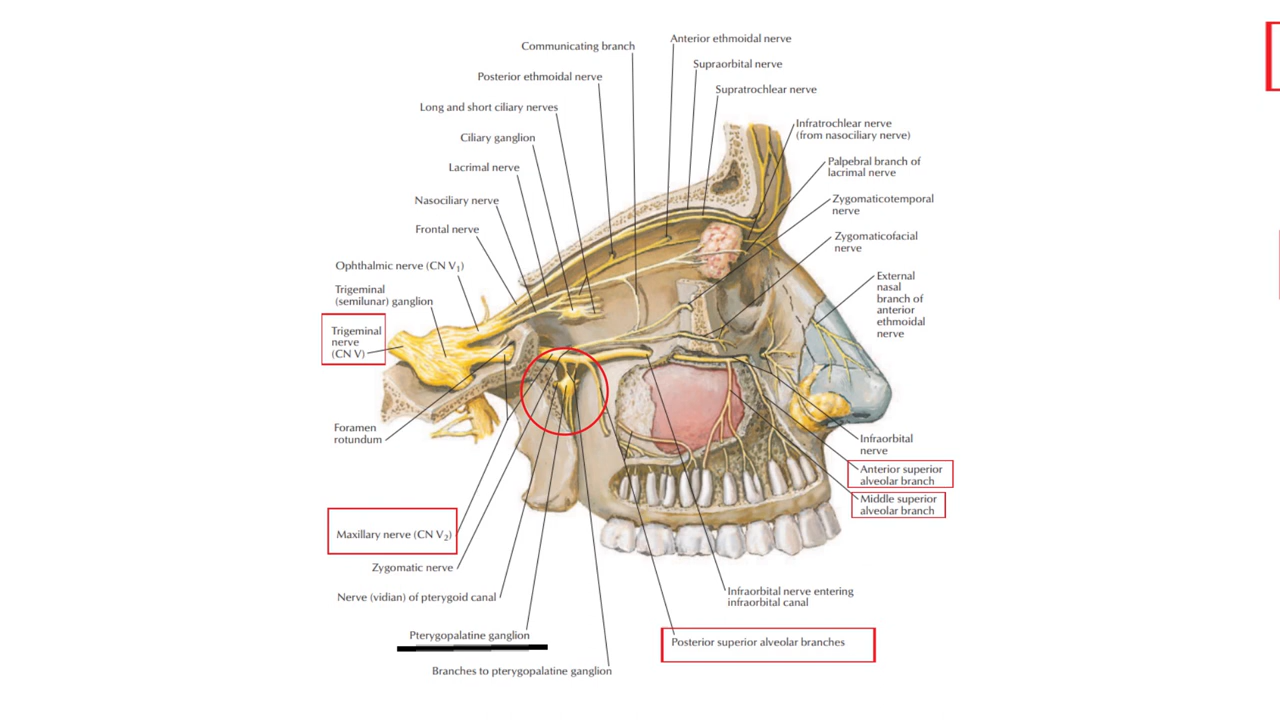 Communicating branch
Posterior ethmoidal nerve
Long and short ciliary nerves
Ciliary ganglion
Lacrimal nerve
Nasociliary nerve
Frontal nerve
Ophthalmic nerve (CN V₁)
Trigeminal
(semilunar) ganglion
Trigeminal
nerve
(CN V)
Foramen
rotundum
Maxillary nerve (CN V₂)
Zygomatic nerve
Nerve (vidian) of pterygoid canal
Pterygopalatine ganglion
Branches to pterygopalatine ganglion
Anterior ethmoidal nerve
Supraorbital nerve
Supratrochlear nerve
Infratrochlear nerve
(from nasociliary nerve)
Palpebral branch of
lacrimal nerve
Zygomaticotemporal
nerve
Zygomaticofacial
nerve
External
nasal
branch of
anterior
ethmoidal
nerve
Infraorbital
nerve
Anterior superior
alveolar branch
Middle superior
alveolar branch
Infraorbital nerve entering
infraorbital canal
Posterior superior alveolar branches